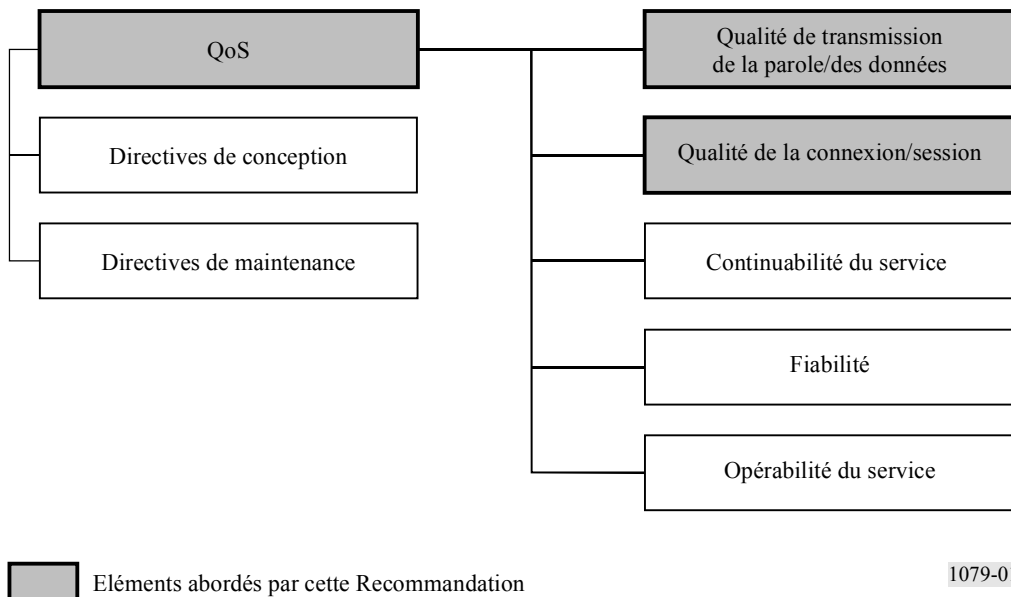 QoS
Directives de conception
Directives de maintenance
Qualité de transmission
de la parole/des données
Qualité de la connexion/session
Continuabilité du service
Fiabilité
Opérabilité du service
Eléments abordés par cette Recommandation
1079-01